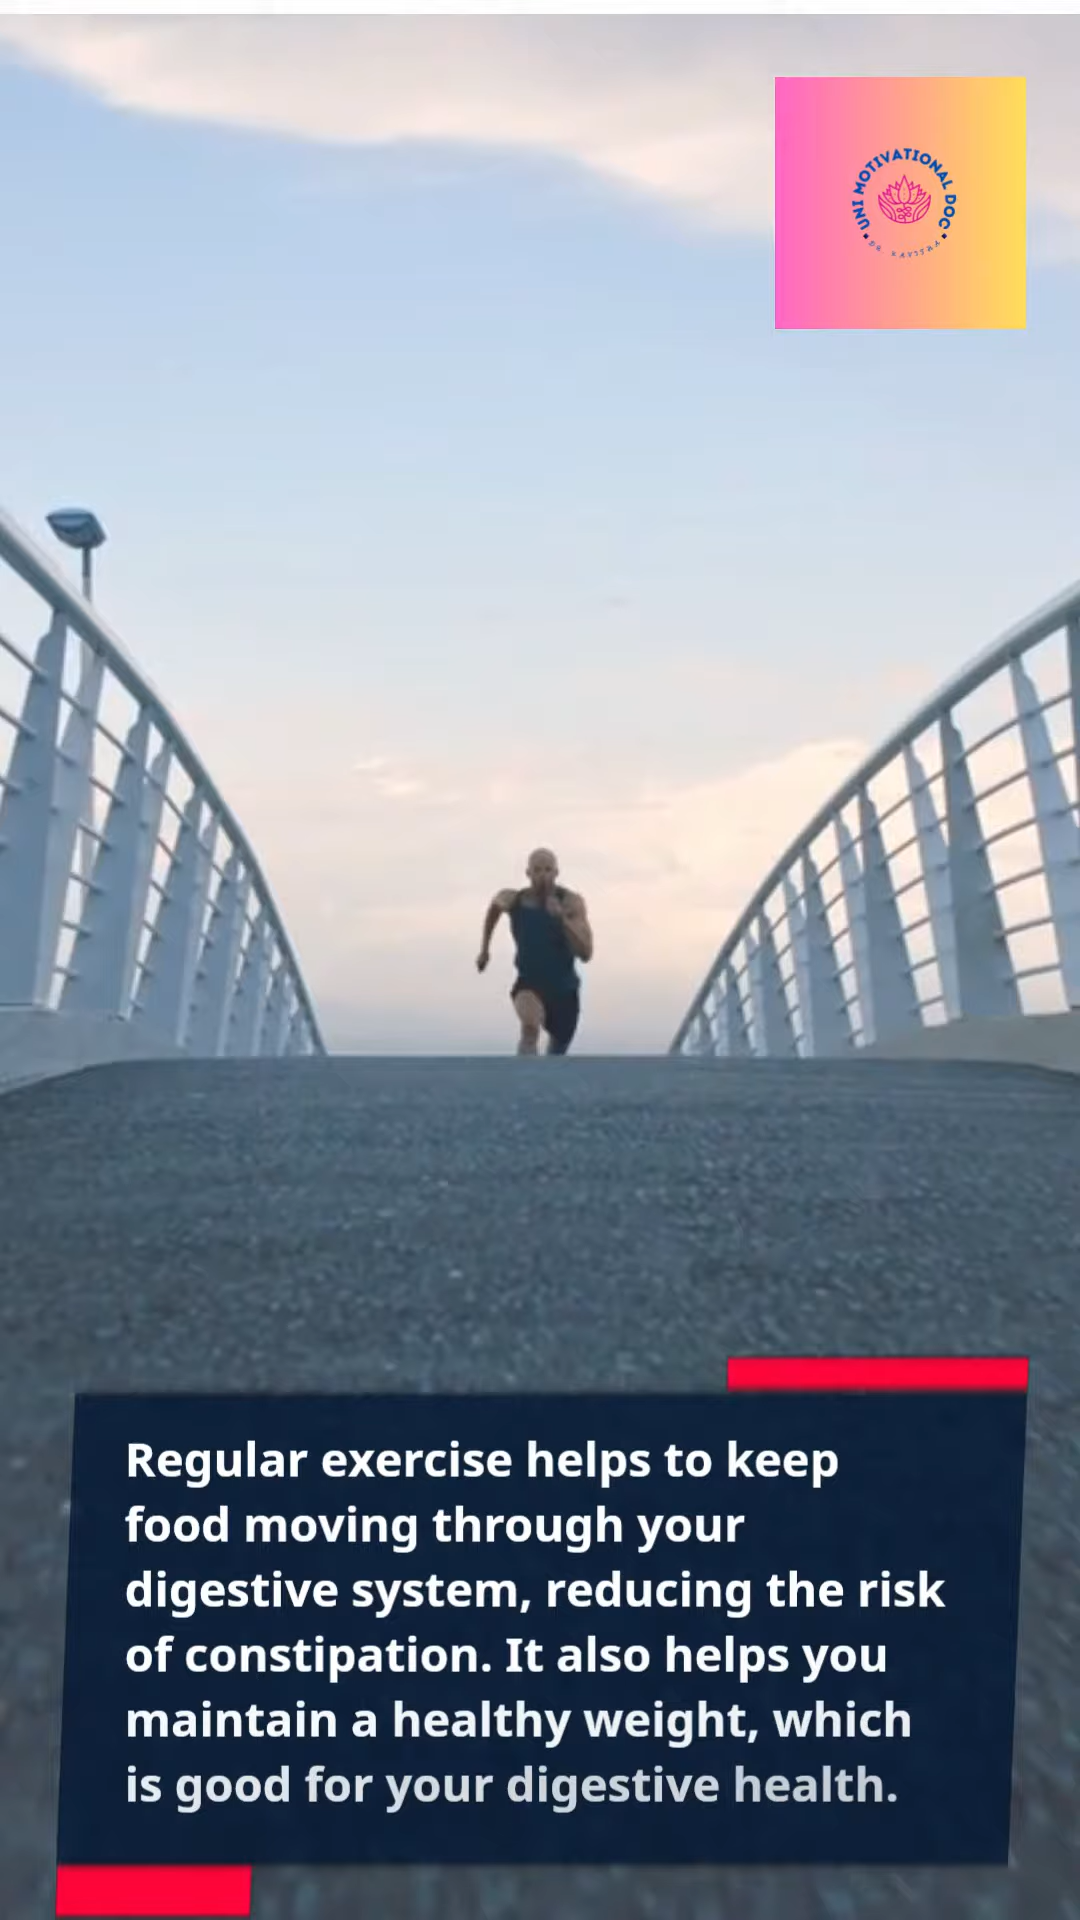 UNI MOTIVATIONAL DOC
Regular exercise helps to keep
food moving through your
digestive system, reducing the risk
of constipation. It also helps you
maintain a healthy weight, which
is good for your digestive health.